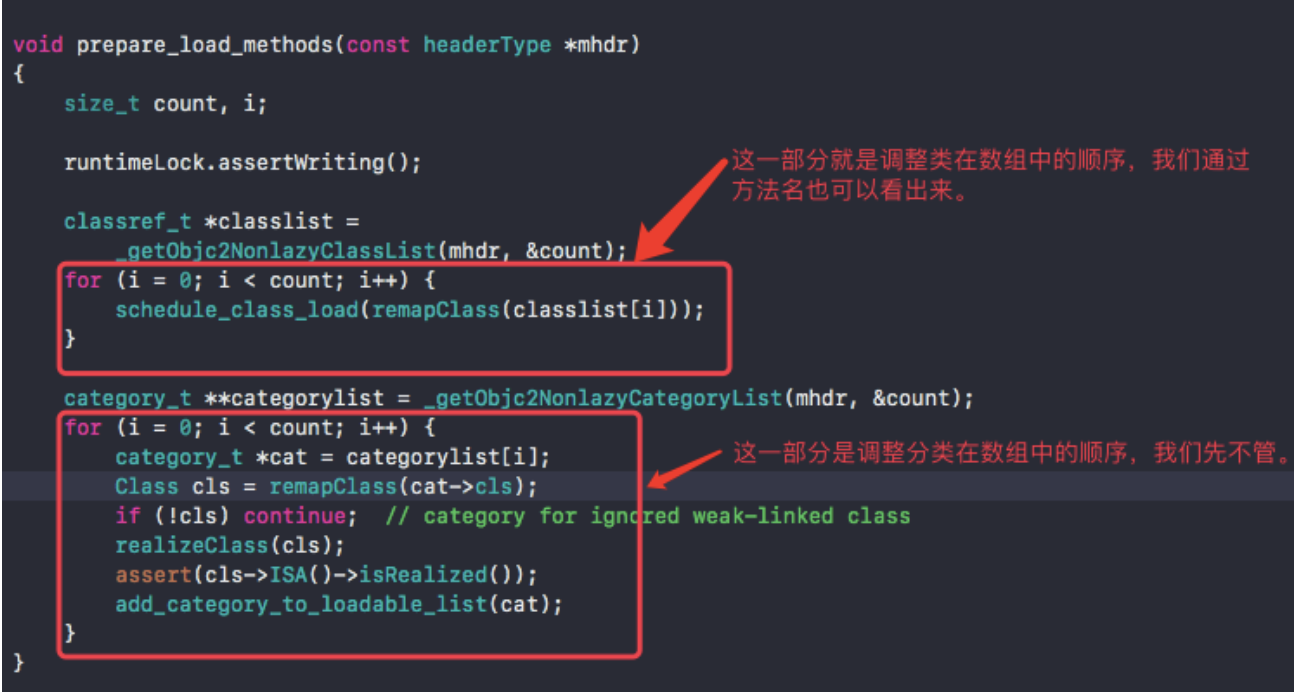 void prepare_load_methods(const headerType *mhdr)
{
    size_t count, i;
    runtimeLock.assertWriting();
这一部分就是调整类在数组中的顺序，我们通过
方法名也可以看出来。
    classref_t *classlist =
        _getObjc2NonlazyClassList(mhdr, &count);
    for (i = 0; i < count; i++) {
        schedule_class_load(remapClass(classlist[i]));
    }
    category_t **categorylist = _getObjc2NonlazyCategoryList(mhdr, &count);
    for (i = 0; i < count; i++) {
        category_t *cat = categorylist[i];
这一部分是调整分类在数组中的顺序，我们先不管。
        Class cls = remapClass(cat->cls);
        if (!cls) continue;  // category for ignored weak-linked class
        realizeClass(cls);
        assert(cls->ISA()->isRealized());
        add_category_to_loadable_list(cat);
    }
}